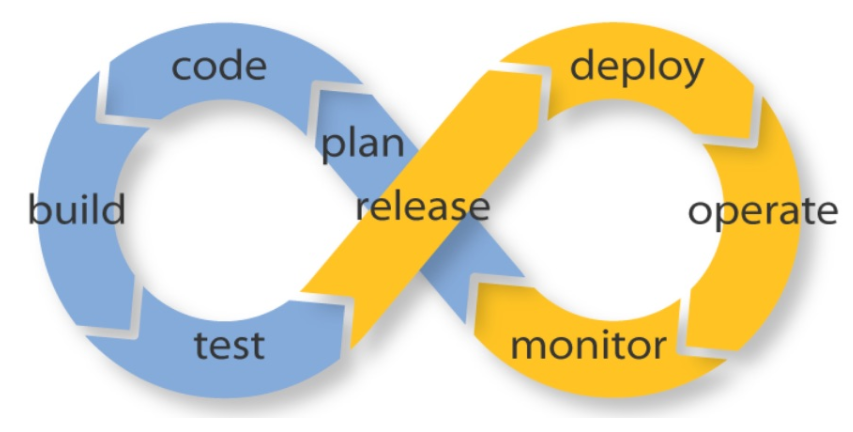 code
deploy
plan
build
release
operate
test
monitor